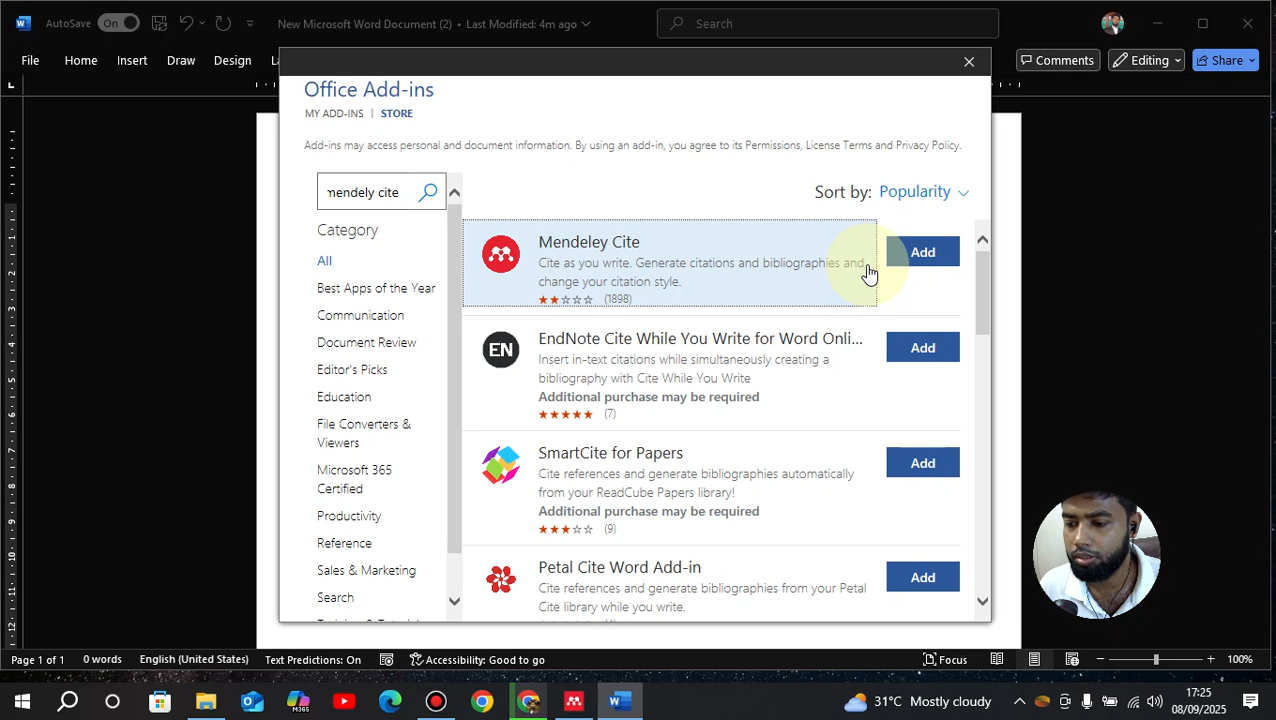 AutoSave On New Microsoft Word Document (2) • Last Modified: 4m ago Search
File Home Insert Draw Design Comments Editing Share
Office Add-ins
MY ADD-INS | STORE
Add-ins may access personal and document information. By using an add-in, you agree to its Permissions, License Terms and Privacy Policy.
mendely cite
Sort by: Popularity
Category
All
Best Apps of the Year
Communication
Document Review
Editor's Picks
Education
File Converters &
Viewers
Microsoft 365
Certified
Productivity
Reference
Sales & Marketing
Search
Mendeley Cite
Cite as you write. Generate citations and bibliographies and
change your citation style.
(1898)
Add
EndNote Cite While You Write for Word Onli...
Insert in-text citations while simultaneously creating a
bibliography with Cite While You Write
Additional purchase may be required
(7)
Add
EN
SmartCite for Papers
Cite references and generate bibliographies automatically
from your ReadCube Papers library!
Additional purchase may be required
(9)
Add
Petal Cite Word Add-in
Cite references and generate bibliographies from your Petal
Cite library while you write.
Add
Page 1 of 1 0 words English (United States) Text Predictions: On Accessibility: Good to go Focus 100%
31°C Mostly cloudy
17:25
08/09/2025